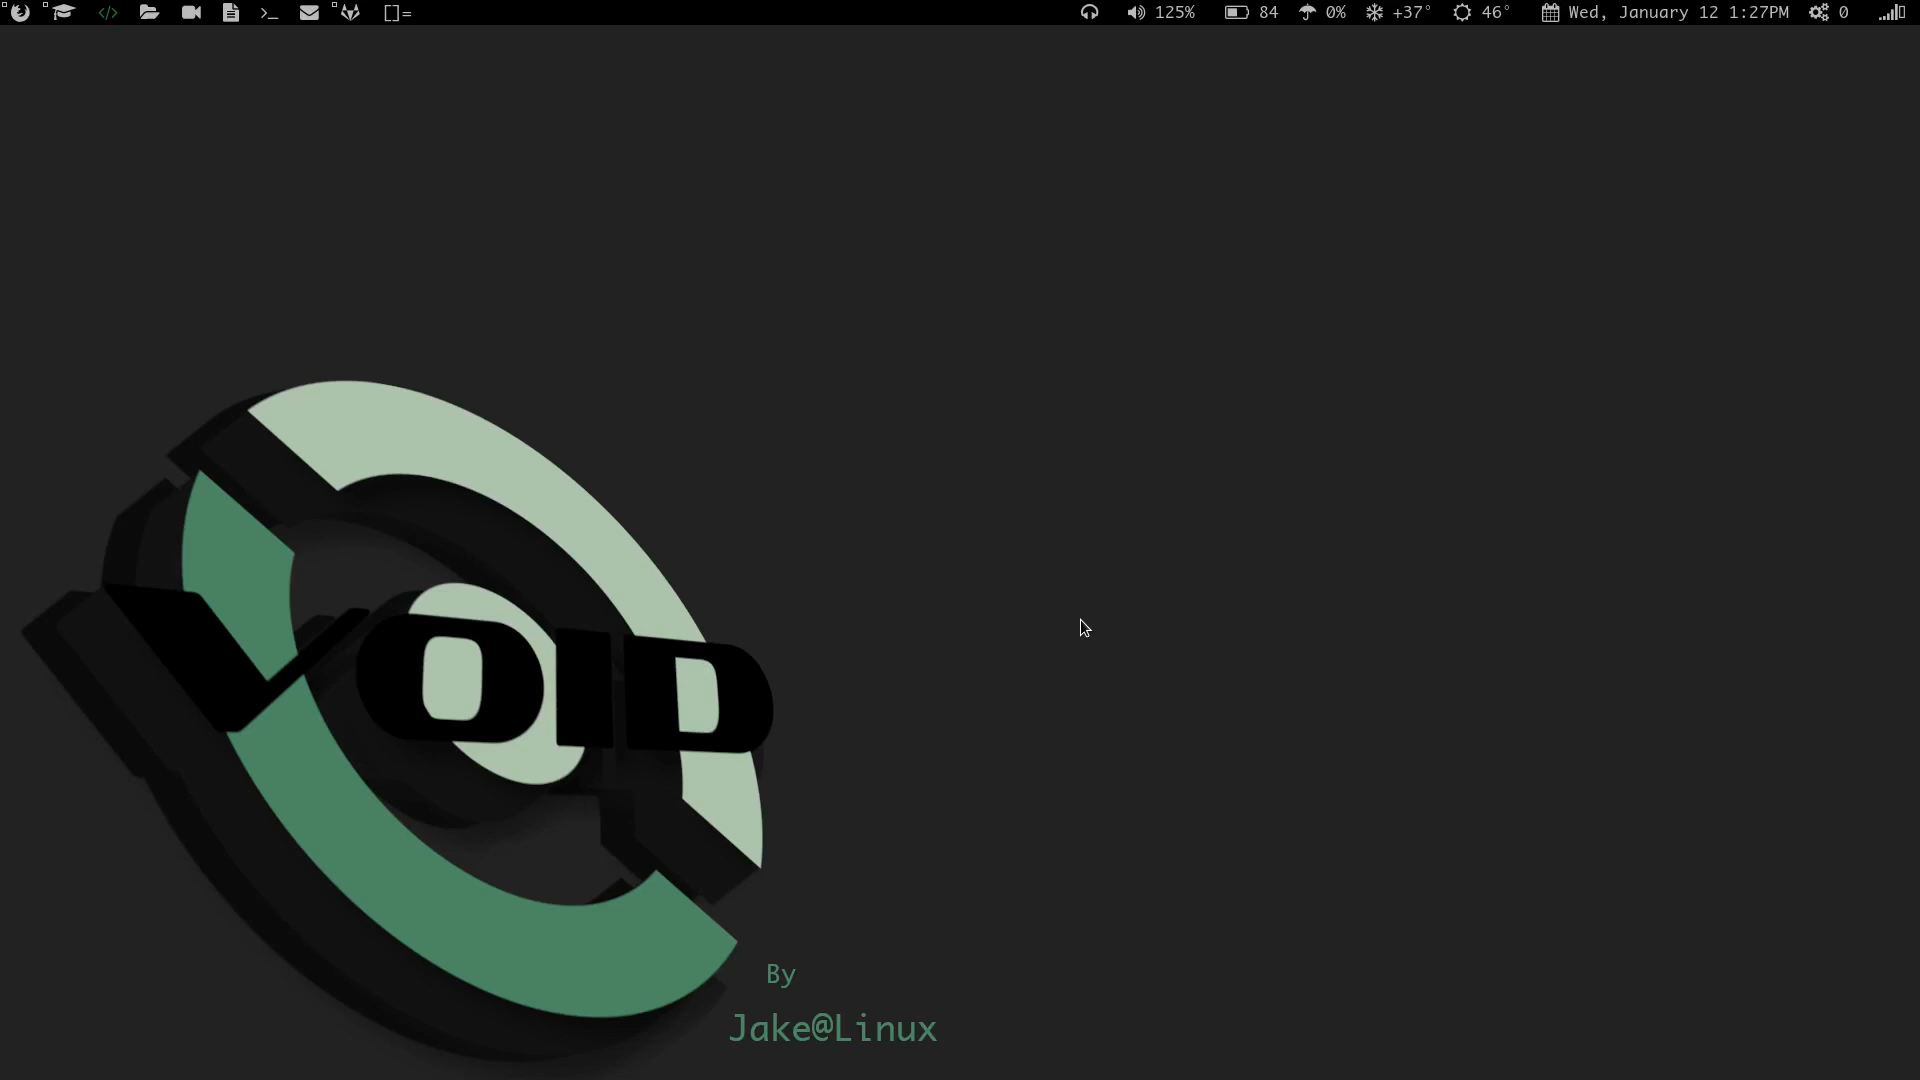 </> >_ []= 125% 84 0% +37° 46° Wed, January 12 1:27PM 0
VOID
By
Jake@Linux